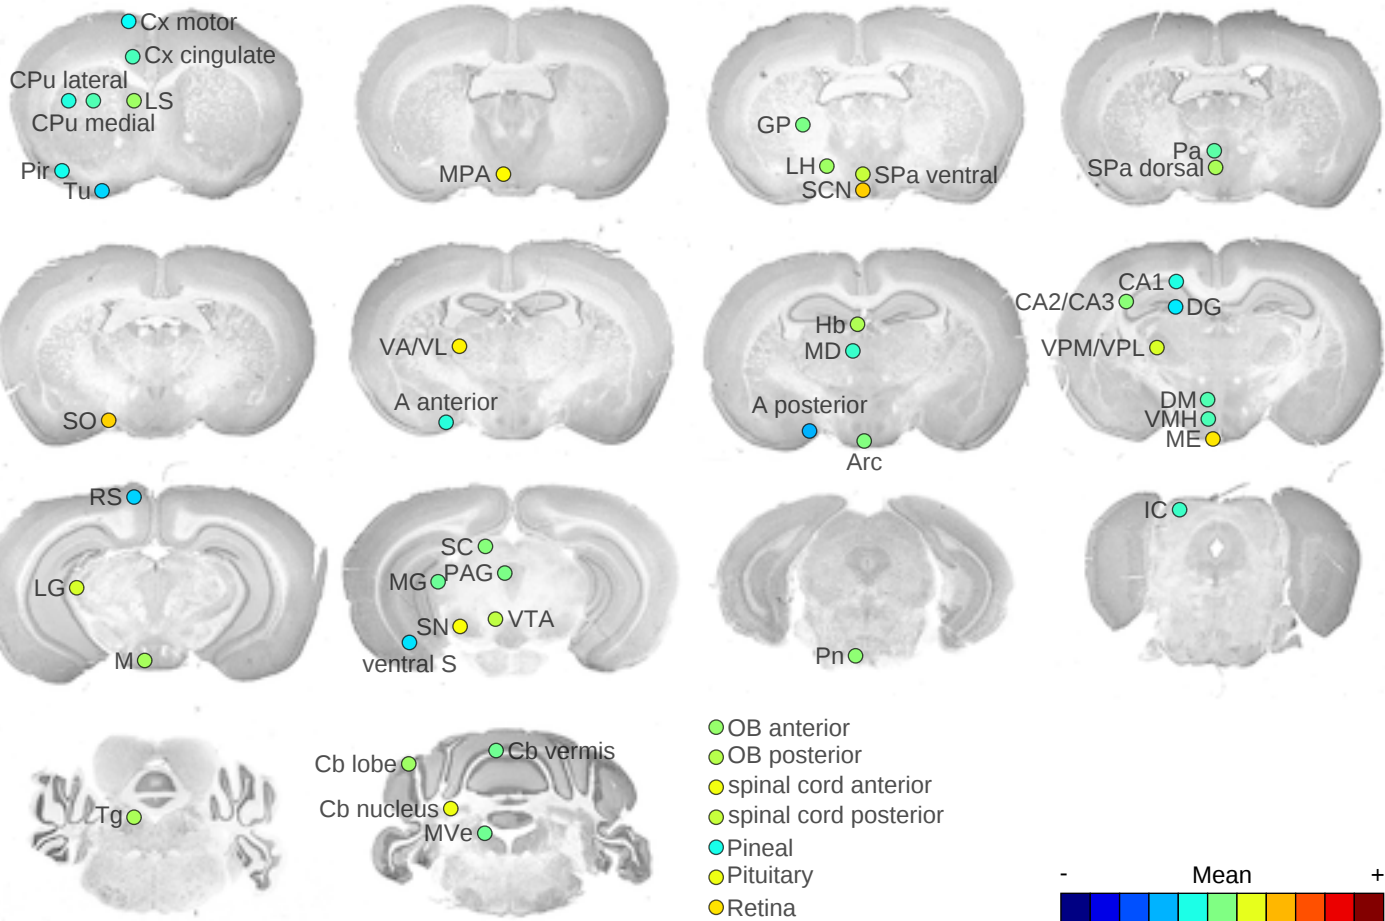 Cx motor
Cx cingulate
CPu lateral
LS
CPu medial
Pir
Tu
MPA
GP
LH
SPa ventral
SCN
Pa
SPa dorsal
SO
VA/VL
A anterior
Hb
MD
A posterior
Arc
CA1
CA2/CA3
DG
VPM/VPL
DM
VMH
ME
RS
LG
M
SC
MG
PAG
SN
VTA
ventral S
Pn
IC
Tg
Cb lobe
Cb vermis
Cb nucleus
MVe
OB anterior
OB posterior
spinal cord anterior
spinal cord posterior
Pineal
Pituitary
Retina
- Mean +